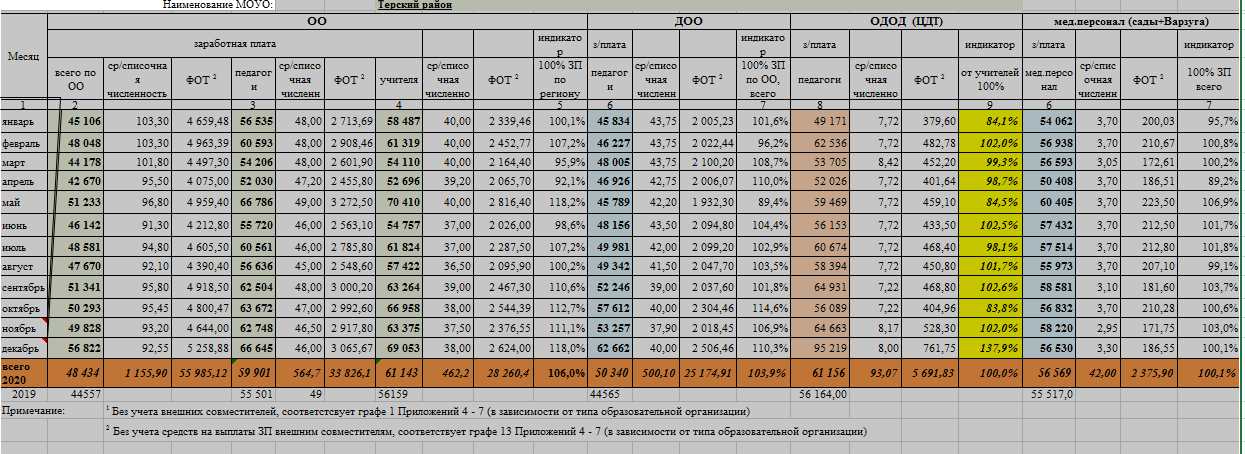 Наименование МОУО: Терский район
Месяц ОО ДОО ОДОД (ЦДТ) мед.персонал (сады+Варзуга)
заработная плата индикатор з/плата индикатор з/плата индикатор з/плата индикатор
всего по ОО ср/списочная численность ФОТ 2 педагоги ср/списочная численн ФОТ 2 учителя ср/списочная численно ФОТ 2 100% ЗП по региону педагоги ср/списочная численн ФОТ 2 100% ЗП по ОО, всего педагоги ср/списочная численно ФОТ 2 от учителей 100% мед.персонал ср/списочная численн ФОТ 2 100% ЗП всего
1 2 3 4 5 6 7 8 9 6 7
январь 45 106 103,30 4 659,48 56 535 48,00 2 713,69 58 487 40,00 2 339,46 100,1% 45 834 43,75 2 005,23 101,6% 49 171 7,72 379,60 84,1% 54 062 3,70 200,03 95,7%
февраль 48 048 103,30 4 963,39 60 593 48,00 2 908,46 61 319 40,00 2 452,77 107,2% 46 227 43,75 2 022,44 96,2% 62 536 7,72 482,78 102,0% 56 938 3,70 210,67 100,8%
март 44 178 101,80 4 497,30 54 206 48,00 2 601,90 54 110 40,00 2 164,40 95,9% 48 005 43,75 2 100,20 108,7% 53 705 8,42 452,20 99,3% 56 593 3,05 172,61 100,2%
апрель 42 670 95,50 4 075,00 52 030 47,20 2 455,80 52 696 39,20 2 065,70 92,1% 46 926 42,75 2 006,07 110,0% 52 026 7,72 401,64 98,7% 50 408 3,70 186,51 89,2%
май 51 233 96,80 4 959,40 66 786 49,00 3 272,50 70 410 40,00 2 816,40 118,2% 45 789 42,20 1 932,30 89,4% 59 469 7,72 459,10 84,5% 60 405 3,70 223,50 106,9%
июнь 46 142 91,30 4 212,80 55 720 46,00 2 563,10 54 757 37,00 2 026,00 98,6% 48 156 43,50 2 094,80 104,4% 56 153 7,72 433,50 102,5% 57 432 3,70 212,50 101,7%
июль 48 581 94,80 4 605,50 60 561 46,00 2 785,80 61 824 37,00 2 287,50 107,2% 49 981 42,00 2 099,20 102,9% 60 674 7,72 468,40 98,1% 57 514 3,70 212,80 101,8%
август 47 670 92,10 4 390,40 56 636 45,00 2 548,60 57 422 36,50 2 095,90 100,2% 49 342 41,50 2 047,70 103,5% 58 394 7,72 450,80 101,7% 55 973 3,70 207,10 99,1%
сентябрь 51 341 95,80 4 918,50 62 504 48,00 3 000,20 63 264 39,00 2 467,30 110,6% 52 246 39,00 2 037,60 101,8% 64 931 7,22 468,80 102,6% 58 581 3,10 181,60 103,7%
октябрь 50 293 95,45 4 800,47 63 672 47,00 2 992,60 66 958 38,00 2 544,39 112,7% 57 612 40,00 2 304,46 114,6% 56 089 7,22 404,96 83,8% 56 832 3,70 210,28 100,6%
ноябрь 49 828 93,20 4 644,00 62 748 46,50 2 917,80 63 375 37,50 2 376,55 111,1% 53 257 37,90 2 018,45 106,9% 64 663 8,17 528,30 102,0% 58 220 2,95 171,75 103,0%
декабрь 56 822 92,55 5 258,88 66 645 46,00 3 065,67 69 053 38,00 2 624,00 118,0% 62 662 40,00 2 506,46 110,3% 95 219 8,00 761,75 137,9% 56 530 3,30 186,55 100,1%
всего 2020 48 434 1 155,90 55 985,12 59 901 564,7 33 826,1 61 143 462,2 28 260,4 106,0% 50 340 500,10 25 174,91 103,9% 61 156 93,07 5 691,83 100,0% 56 569 42,00 2 375,90 100,1%
2019 44557 55 501 49 56159 44565 56 164,00 55 517,0
Примечание: 1 Без учета внешних совместителей, соответстсвует графе 1 Приложений 4 - 7 (в зависимости от типа образовательной организации)
2 Без учета средств на выплаты ЗП внешним совместителям, соответствует графе 13 Приложений 4 - 7 (в зависимости от типа образовательной организации)